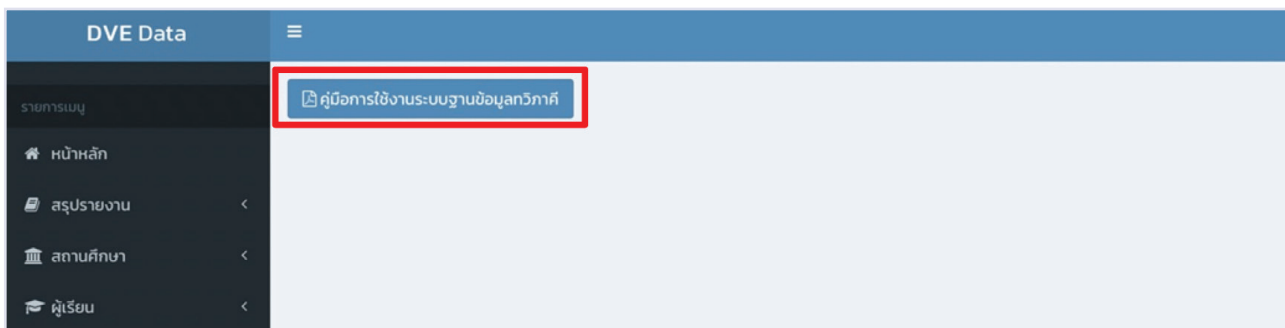 DVE Data
คู่มือการใช้งานระบบฐานข้อมูลทวิภาคี
รายการเมนู
หน้าหลัก
สรุปรายงาน
สถานศึกษา
ผู้เรียน